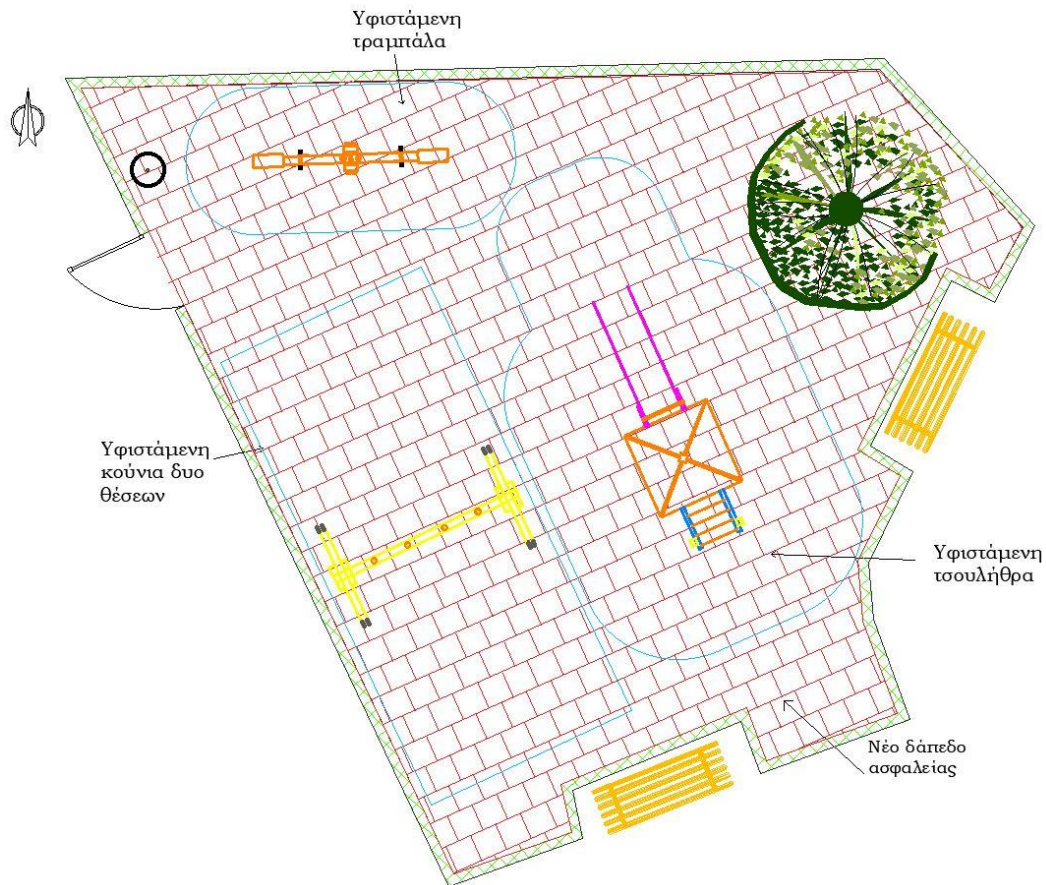 Υφιστάμενη
τραμπάλα
Υφιστάμενη
κούνια δυο
θέσεων
Υφιστάμενη
τσουλήθρα
Νέο δάπεδο
ασφαλείας